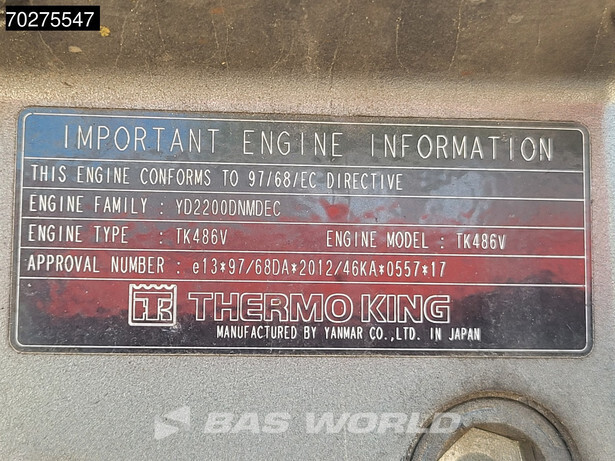 70275547
IMPORTANT ENGINE INFORMATION
THIS ENGINE CONFORMS TO 97/68/EC DIRECTIVE
ENGINE FAMILY : YD2200DNMDEC
ENGINE TYPE : TK486V ENGINE MODEL : TK486V
APPROVAL NUMBER : e13*97/68DA*2012/46KA*0557*17
TK THERMO KING
MANUFACTURED BY YANMAR CO.,LTD. IN JAPAN
BAS WORLD